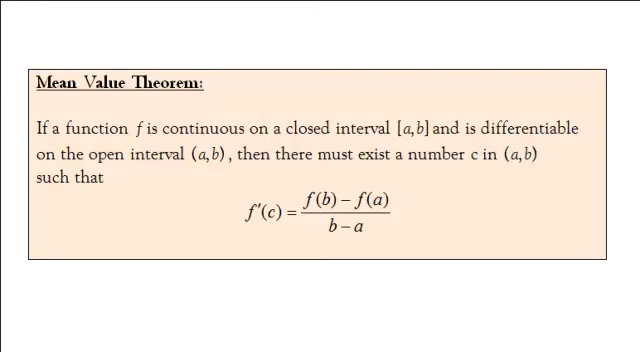 Mean Value Theorem:
If a function f is continuous on a closed interval [a,b] and is differentiable
on the open interval (a,b), then there must exist a number c in (a,b)
such that
f'(c) = \frac{f(b) – f(a)}{b – a}